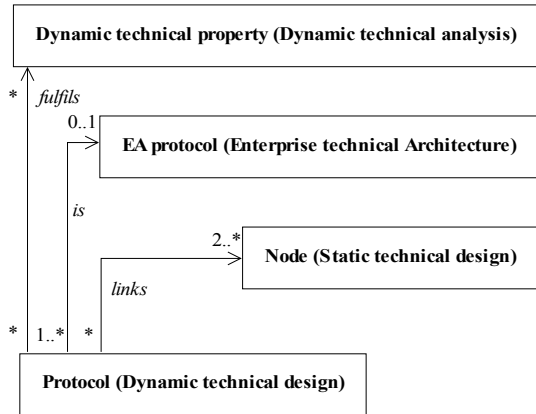 Dynamic technical property (Dynamic technical analysis)
* fulfils
0..1
EA protocol (Enterprise technical Architecture)
is
2..*
Node (Static technical design)
links
* 1..* *
Protocol (Dynamic technical design)